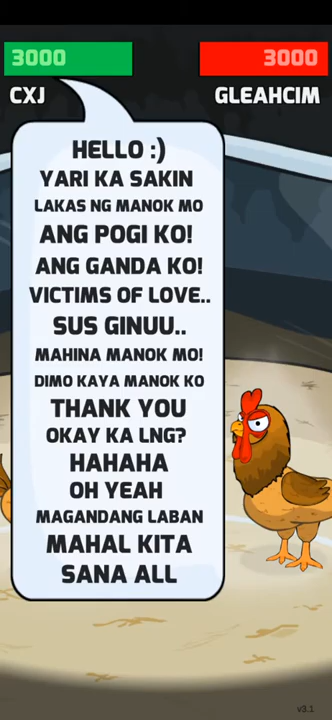 3000
3000
CXJ
GLEAHCIM
HELLO :)
YARI KA SAKIN
LAKAS NG MANOK MO
ANG POGI KO!
ANG GANDA KO!
VICTIMS OF LOVE..
SUS GINUU..
MAHINA MANOK MO!
DIMO KAYA MANOK KO
THANK YOU
OKAY KA LNG?
HAHAHA
OH YEAH
MAGANDANG LABAN
MAHAL KITA
SANA ALL
v3.1